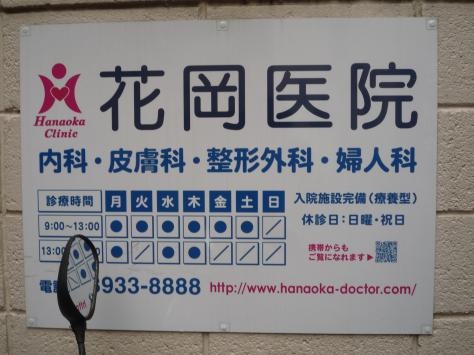 花岡医院
Hanaoka
Clinic
内科・皮膚科・整形外科・婦人科
診療時間 月 火 水 木 金 土 日
9:00〜13:00 ● ● ● ● ● ● ／
13:00
入院施設完備(療養型)
休診日:日曜・祝日
携帯からも
ご覧になれます▶
電 933-8888 http://www.hanaoka-doctor.com/